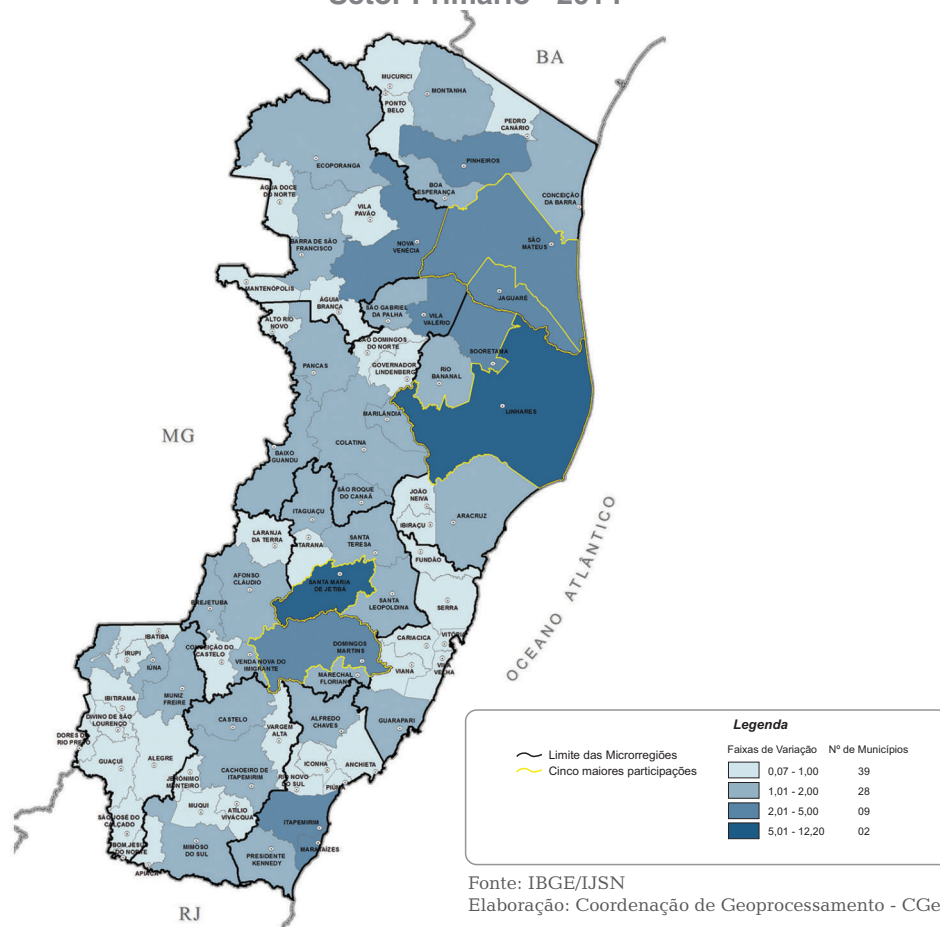 Setor Primário - 2011
BA
MUCURICI
MONTANHA
PONTO
BELO
PEDRO
CANÁRIO
PINHEIROS
ECOPORANGA
ÁGUA DOCE
DO NORTE
BOA
ESPERANÇA
CONCEIÇÃO
DA BARRA
VILA
PAVÃO
BARRA DE SÃO
FRANCISCO
NOVA
VENÉCIA
SÃO
MATEUS
MANTENÓPOLIS
ÁGUIA
BRANCA
JAGUARÉ
SÃO GABRIEL
DA PALHA
VILA
VALÉRIO
ALTO RIO
NOVO
SÃO DOMINGOS
DO NORTE
SOORETAMA
PANCAS
GOVERNADOR
LINDENBERG
RIO
BANANAL
LINHARES
MARILÂNDIA
MG
COLATINA
BAIXO
GUANDU
SÃO ROQUE
DO CANAÃ
JOÃO
NEIVA
ITAGUAÇU
IBIRAÇU
ARACRUZ
LARANJA
DA TERRA
ITARANA
SANTA
TERESA
FUNDÃO
AFONSO
CLÁUDIO
SANTA MARIA
DE JETIBÁ
SANTA
LEOPOLDINA
SERRA
BREJETUBA
OCEANO ATLÂNTICO
IBATIBA
CARIACICA
VITÓRIA
IRUPI
IÚNA
CONCEIÇÃO DO
CASTELO
VENDA NOVA DO
IMIGRANTE
DOMINGOS
MARTINS
VIANA
VILA
VELHA
MARECHAL
FLORIANO
IBITIRAMA
MUNIZ
FREIRE
DIVINO DE SÃO
LOURENÇO
CASTELO
VARGEM
ALTA
ALFREDO
CHAVES
GUARAPARI
DORES DO
RIO PRETO
GUAÇUÍ
ALEGRE
JERÔNIMO
MONTEIRO
CACHOEIRO DE
ITAPEMIRIM
RIO NOVO
DO SUL
ICONHA
ANCHIETA
PIÚMA
SÃO JOSÉ DO
CALÇADO
MUQUI
ATÍLIO
VIVÁCQUA
ITAPEMIRIM
BOM JESUS
DO NORTE
MIMOSO
DO SUL
MARATAÍZES
PRESIDENTE
KENNEDY
APIACÁ
RJ
Legenda
Limite das Microrregiões
Cinco maiores participações
Faixas de Variação Nº de Municípios
0,07 - 1,00 39
1,01 - 2,00 28
2,01 - 5,00 09
5,01 - 12,20 02
Fonte: IBGE/IJSN
Elaboração: Coordenação de Geoprocessamento - CGe